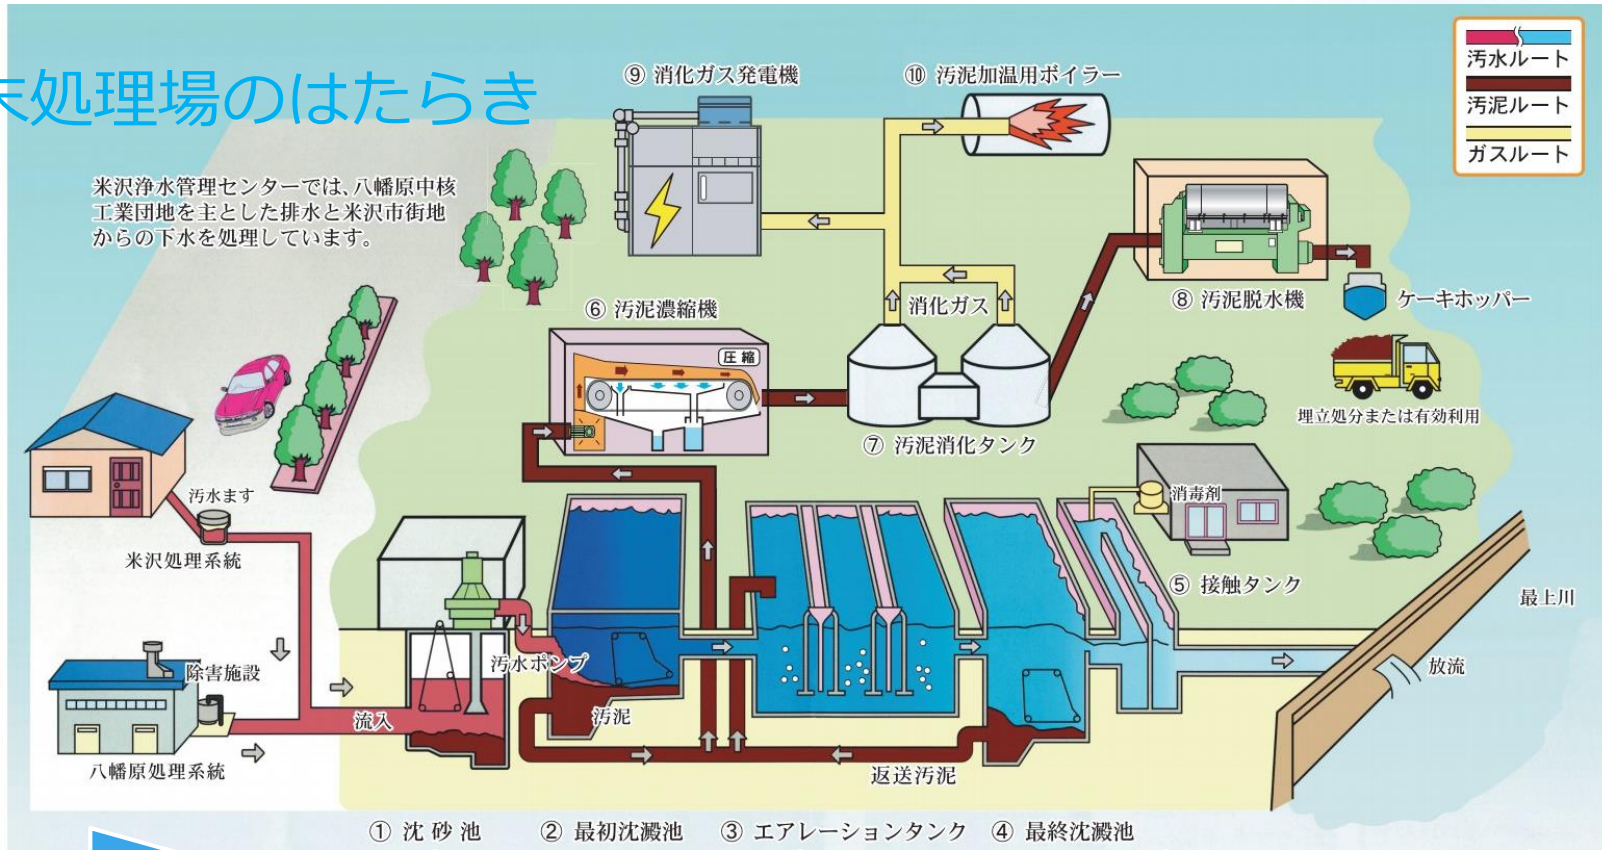 末処理場のはたらき
米沢浄水管理センターでは、八幡原中核
工業団地を主とした排水と米沢市街地
からの下水を処理しています。
⑨ 消化ガス発電機
⑩ 汚泥加温用ボイラー
汚水ルート
汚泥ルート
ガスルート
⑥ 汚泥濃縮機
圧縮
消化ガス
⑦ 汚泥消化タンク
⑧ 汚泥脱水機
ケーキホッパー
埋立処分または有効利用
汚水ます
米沢処理系統
除害施設
八幡原処理系統
流入
汚水ポンプ
汚泥
返送汚泥
消毒剤
⑤ 接触タンク
最上川
放流
① 沈砂池
② 最初沈澱池
③ エアレーションタンク
④ 最終沈澱池